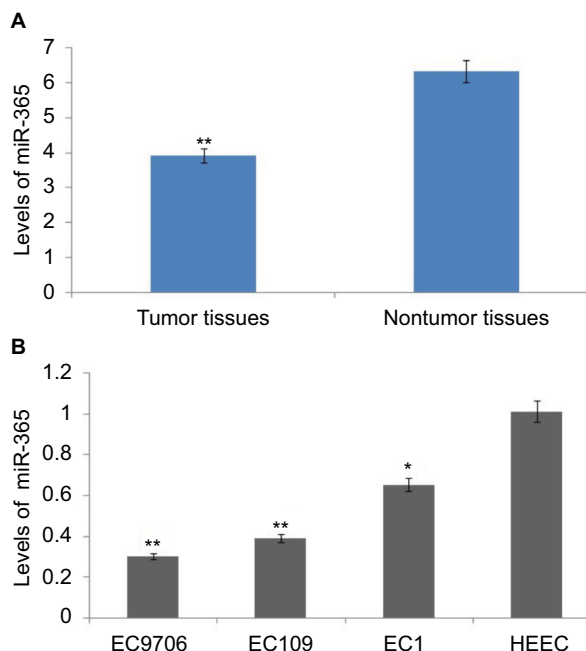 A
Levels of miR-365
7
6
5
4
3
2
1
0
**
Tumor tissues
Nontumor tissues
B
Levels of miR-365
1.2
1
0.8
0.6
0.4
0.2
0
**
**
*
EC9706
EC109
EC1
HEEC